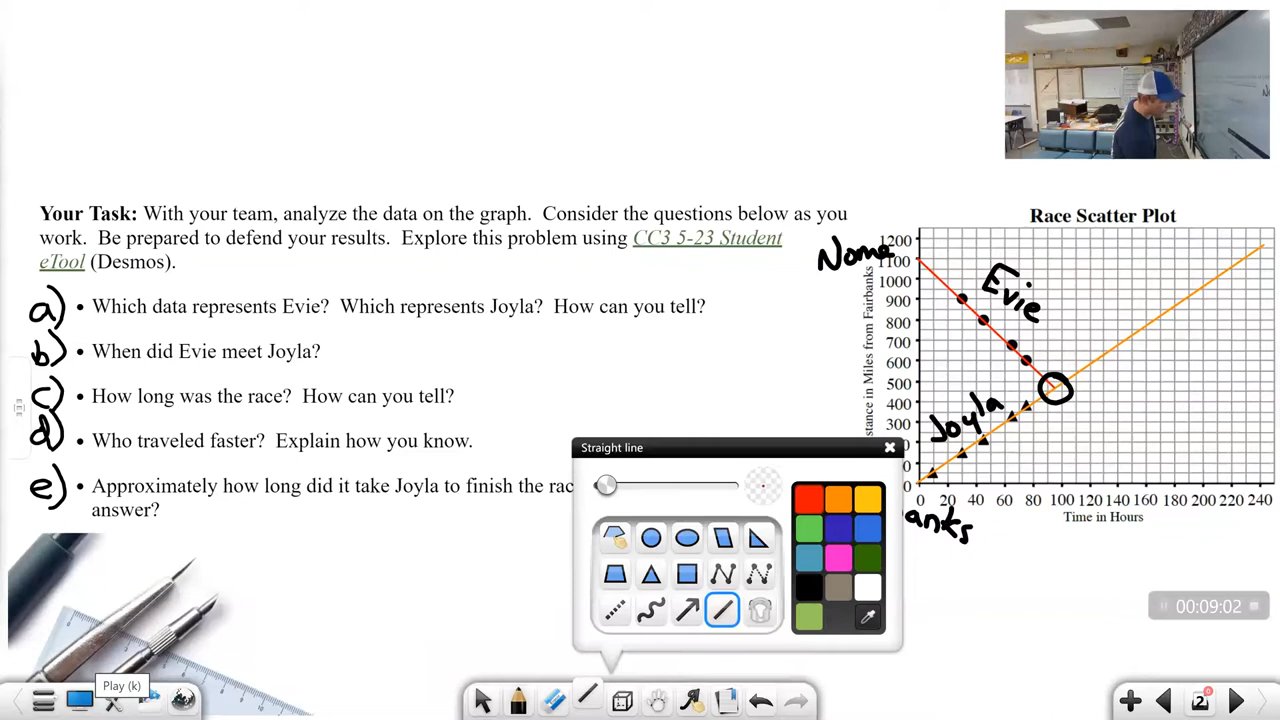 Your Task: With your team, analyze the data on the graph. Consider the questions below as you
work. Be prepared to defend your results. Explore this problem using CC3 5-23 Student
eTool (Desmos).
a) • Which data represents Evie? Which represents Joyla? How can you tell?
b) • When did Evie meet Joyla?
c) • How long was the race? How can you tell?
d) • Who traveled faster? Explain how you know.
e) • Approximately how long did it take Joyla to finish the rac
answer?
Race Scatter Plot
Nome
Evie
Joyla
anks
stance in Miles from Fairbanks
1200
1100
1000
900
800
700
600
500
400
300
0
0
0 20 40 60 80 100 120 140 160 180 200 220 240
Time in Hours
Straight line
00:09:02
Play (k)
2
0